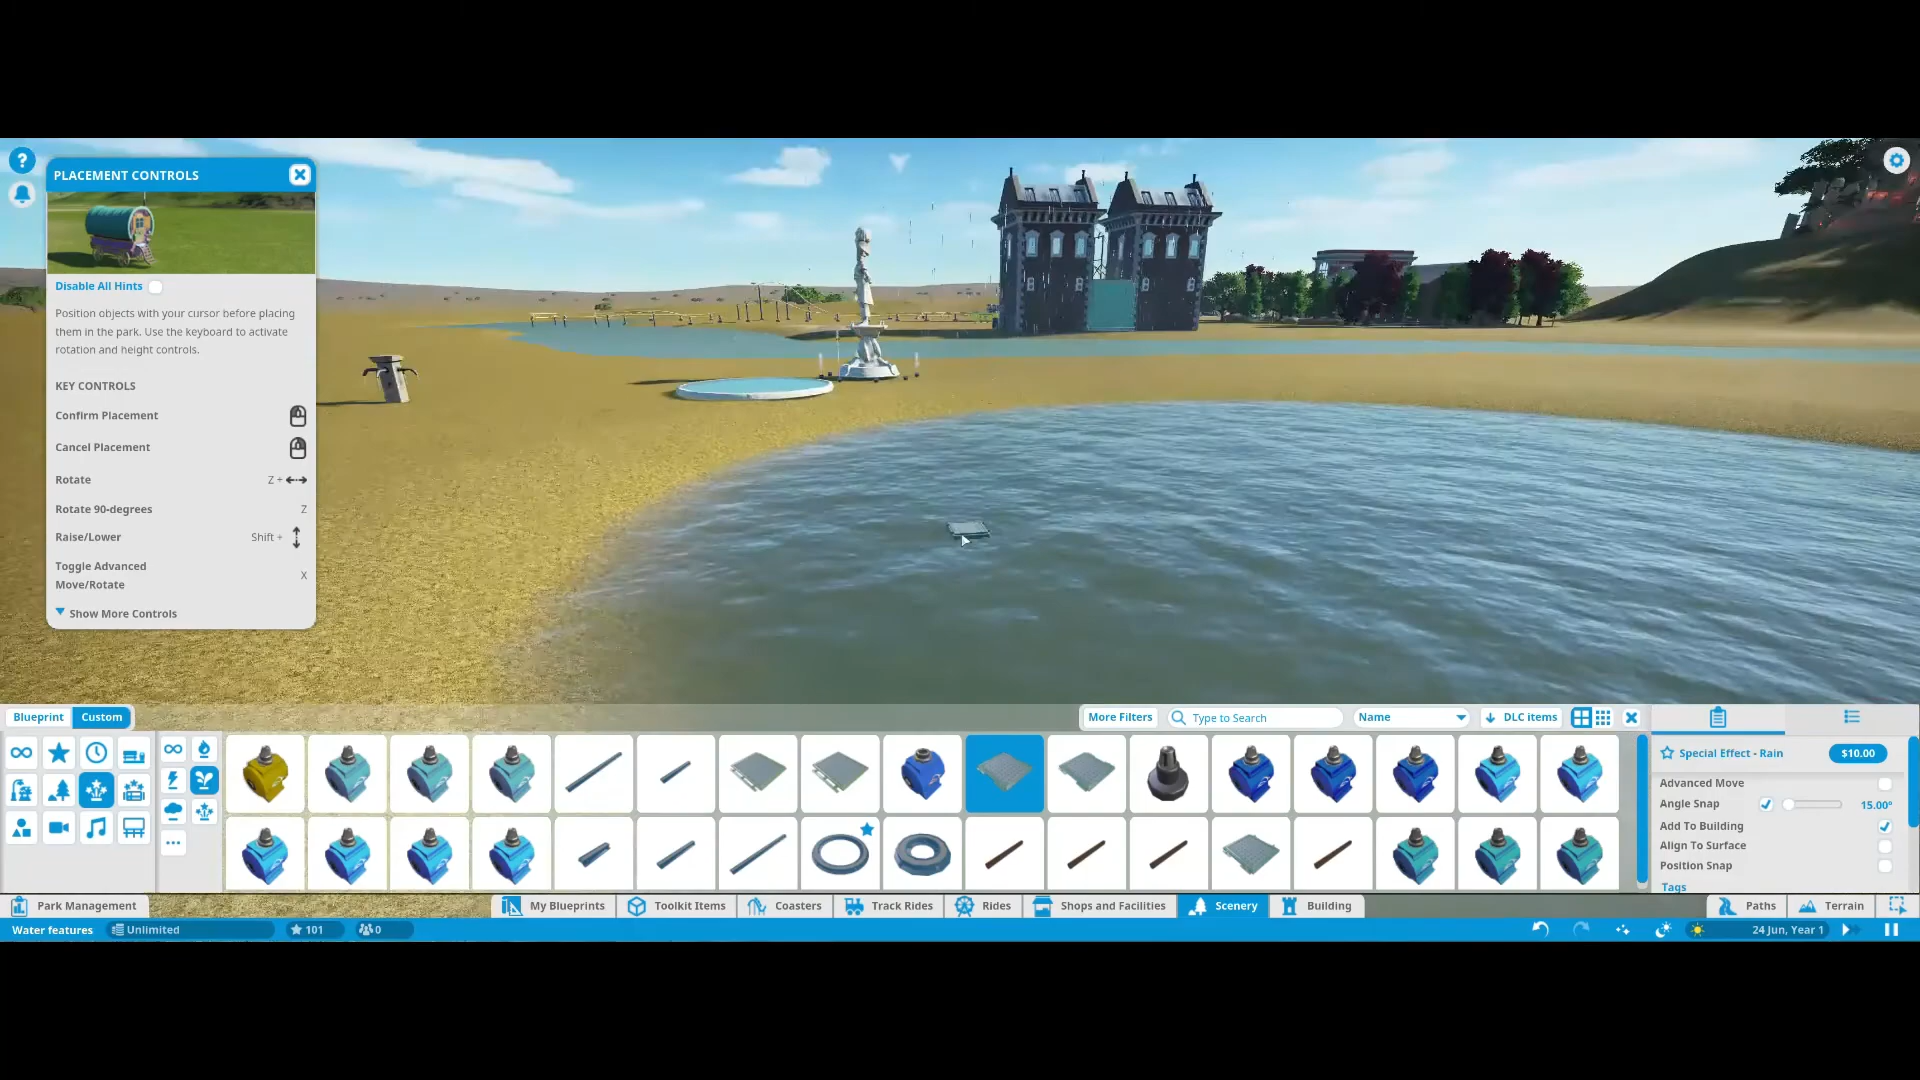 ?
PLACEMENT CONTROLS
Disable All Hints
Position objects with your cursor before placing
them in the park. Use the keyboard to activate
rotation and height controls.
KEY CONTROLS
Confirm Placement
Cancel Placement
Rotate Z +
Rotate 90-degrees Z
Raise/Lower Shift +
Toggle Advanced
Move/Rotate X
Show More Controls
Blueprint Custom
More Filters Type to Search Name DLC items
Special Effect - Rain $10.00
Advanced Move
Angle Snap 15.00°
Add To Building
Align To Surface
Position Snap
Tags
Park Management My Blueprints Toolkit Items Coasters Track Rides Rides Shops and Facilities Scenery Building Paths Terrain
Water features Unlimited 101 0 24 Jun, Year 1